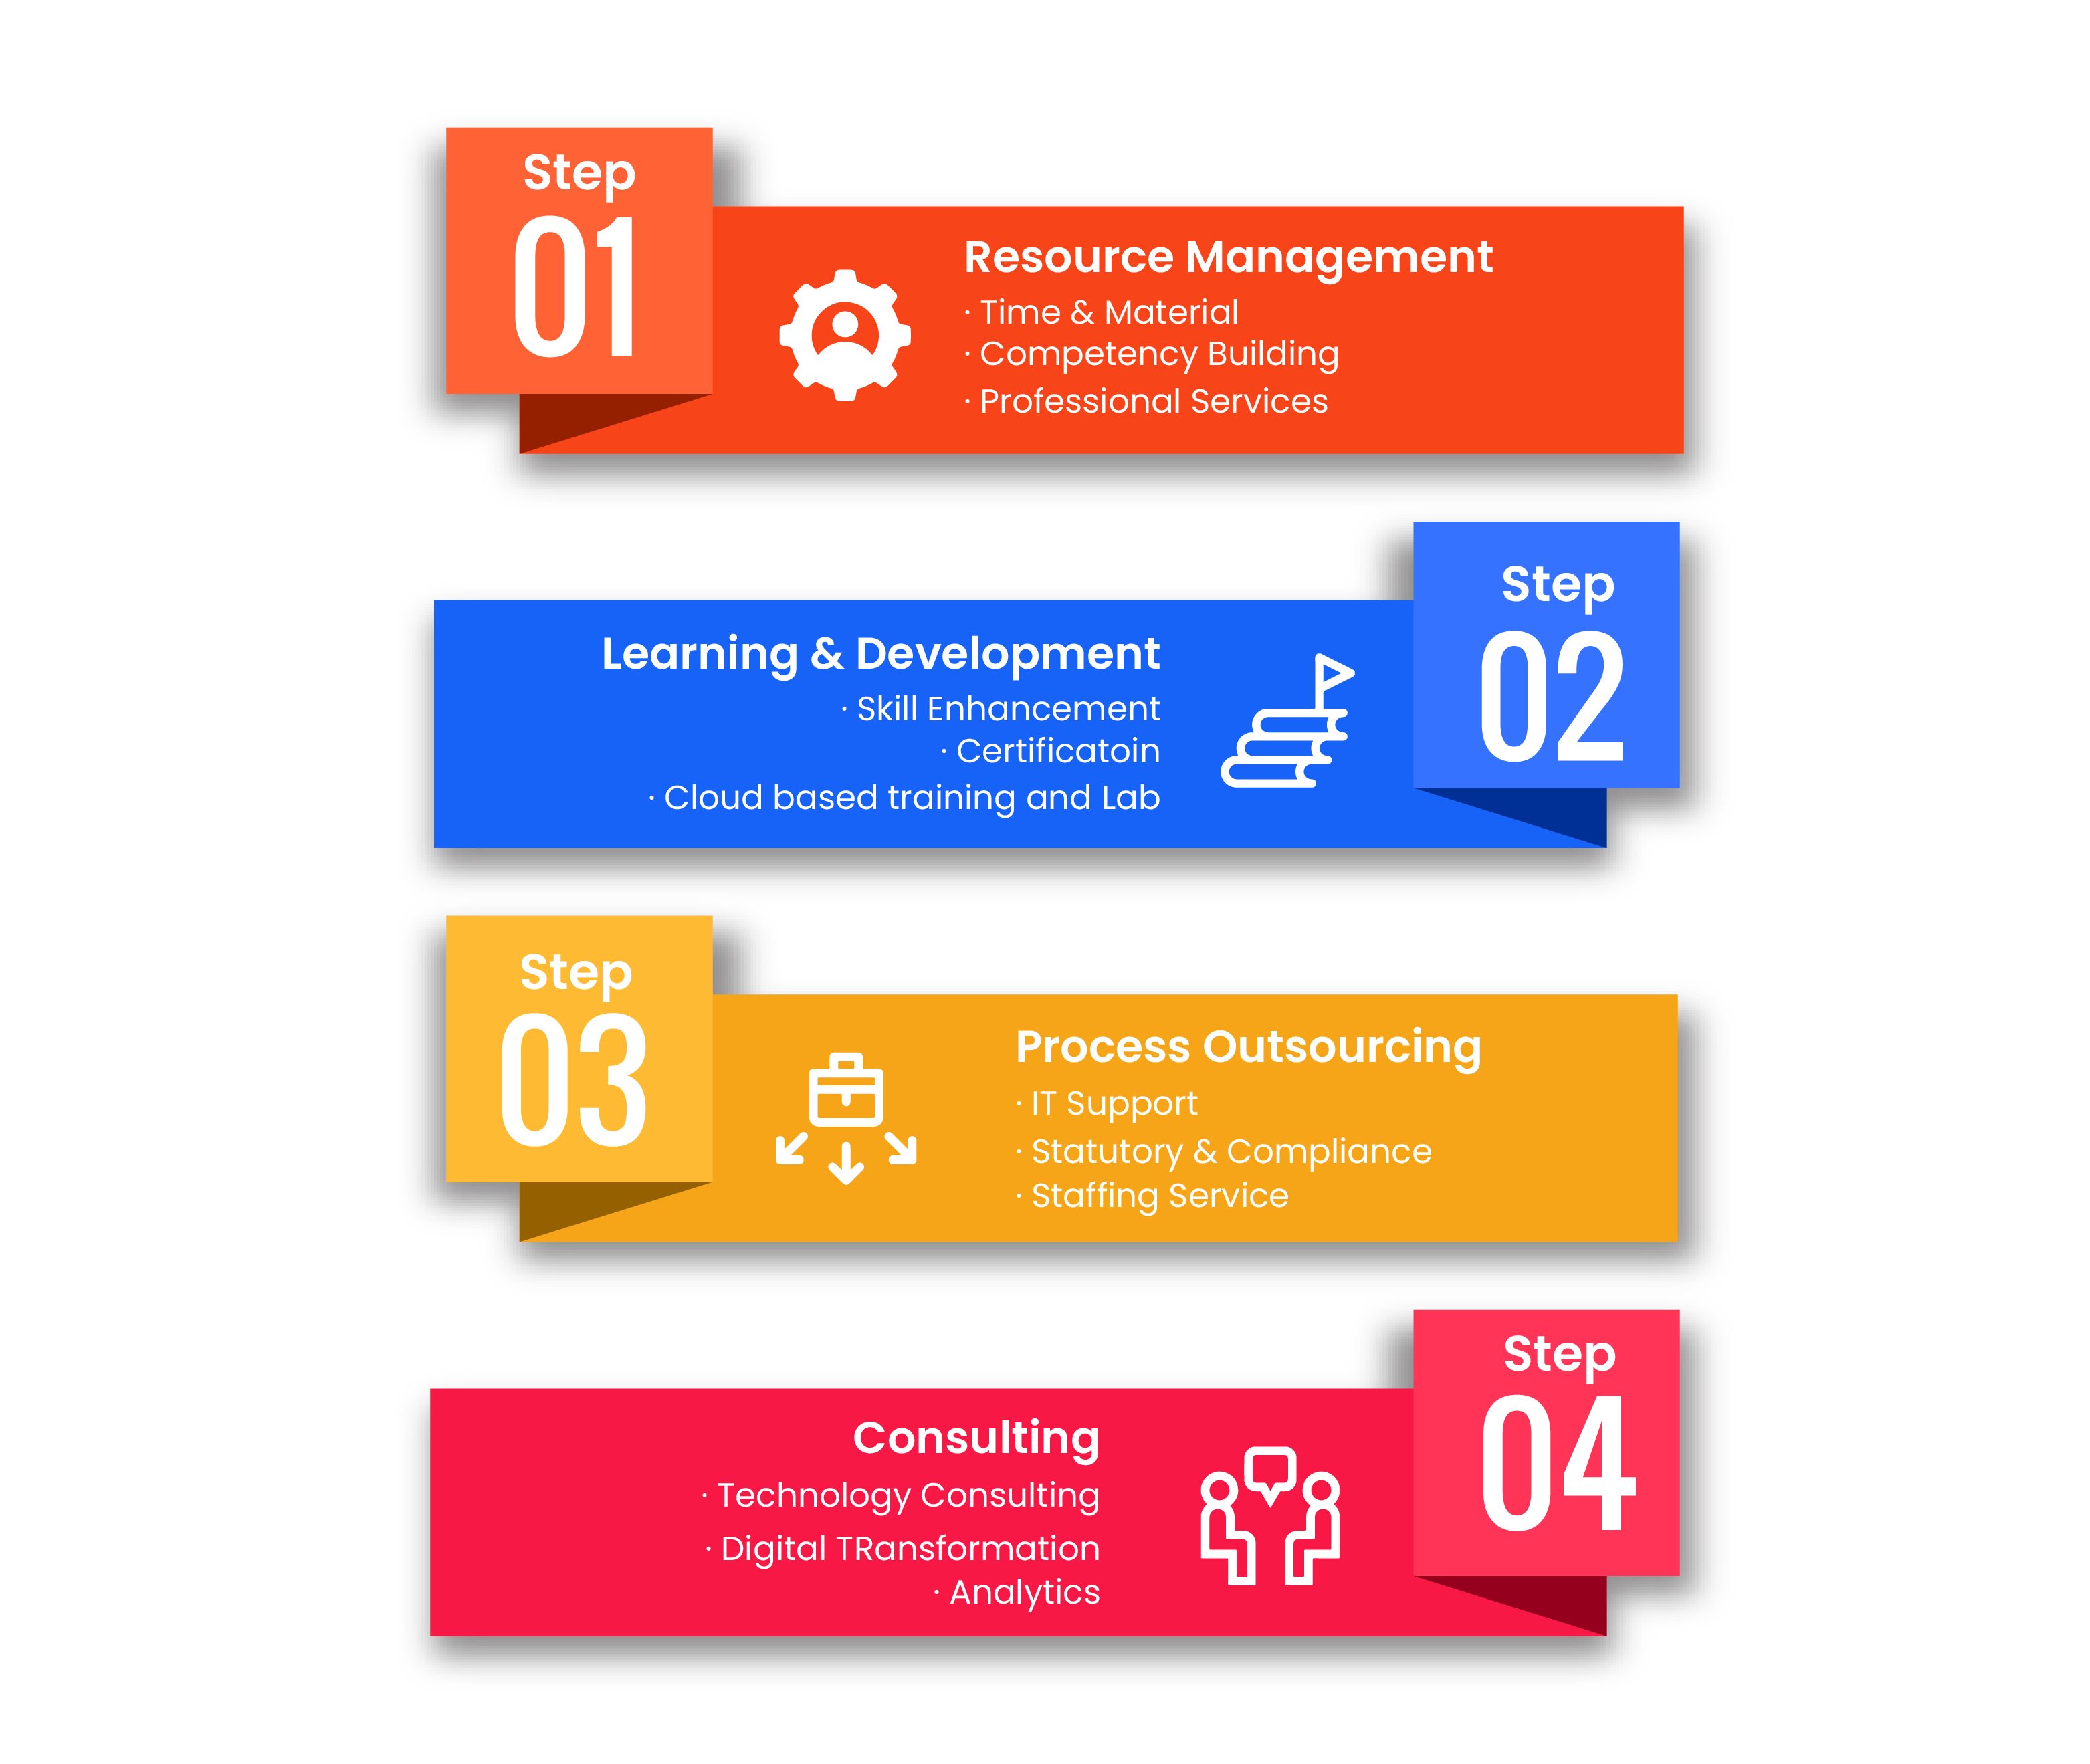 Step
01
Resource Management
· Time & Material
· Competency Building
· Professional Services
Step
02
Learning & Development
· Skill Enhancement
· Certificatoin
· Cloud based training and Lab
Step
03
Process Outsourcing
· IT Support
· Statutory & Compliance
· Staffing Service
Step
04
Consulting
· Technology Consulting
· Digital TRansformation
· Analytics